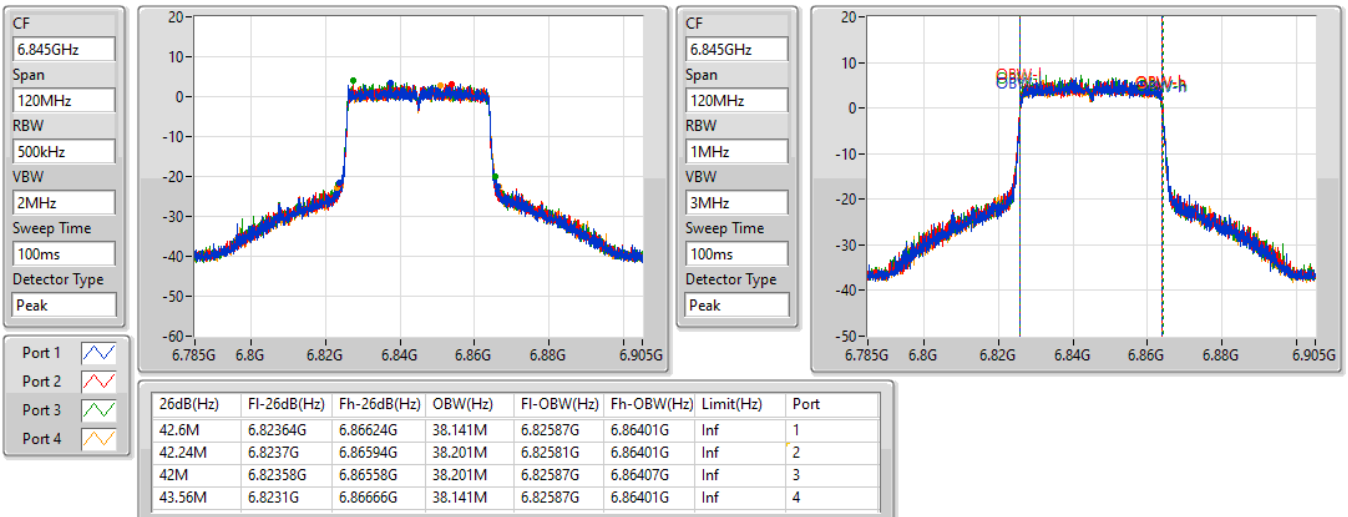 CF
6.845GHz
Span
120MHz
RBW
500kHz
VBW
2MHz
Sweep Time
100ms
Detector Type
Peak
20
10
0
-10
-20
-30
-40
-50
-60
6.785G 6.8G 6.82G 6.84G 6.86G 6.88G 6.905G
CF
6.845GHz
Span
120MHz
RBW
1MHz
VBW
3MHz
Sweep Time
100ms
Detector Type
Peak
20
10
0
-10
-20
-30
-40
-50
OBW-l OBW-h
6.785G 6.8G 6.82G 6.84G 6.86G 6.88G 6.905G
Port 1
Port 2
Port 3
Port 4
26dB(Hz) Fl-26dB(Hz) Fh-26dB(Hz) OBW(Hz) Fl-OBW(Hz) Fh-OBW(Hz) Limit(Hz) Port
42.6M 6.82364G 6.86624G 38.141M 6.82587G 6.86401G Inf 1
42.24M 6.8237G 6.86594G 38.201M 6.82581G 6.86401G Inf 2
42M 6.82358G 6.86558G 38.201M 6.82587G 6.86407G Inf 3
43.56M 6.8231G 6.86666G 38.141M 6.82587G 6.86401G Inf 4